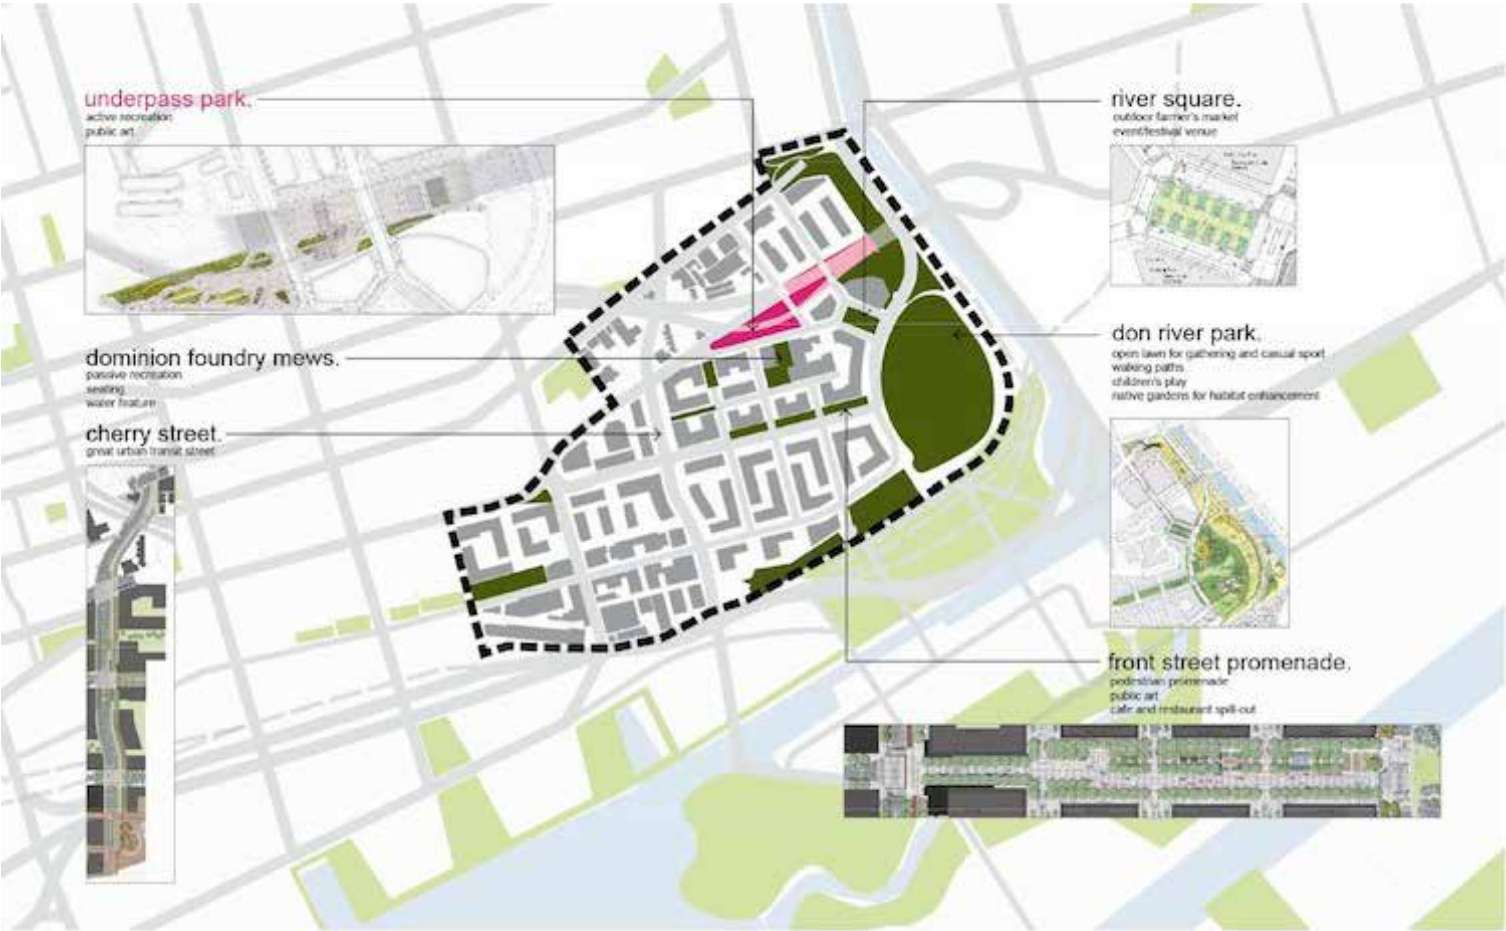 underpass park.
active recreation
public art
river square.
outdoor farmer's market
event/festival venue
dominion foundry mews.
passive recreation
seating
water feature
don river park.
open lawn for gathering and casual sport
walking paths
children's play
native gardens for habitat enhancement
cherry street.
great urban transit street
front street promenade.
pedestrian promenade
public art
cafe and restaurant spill-out